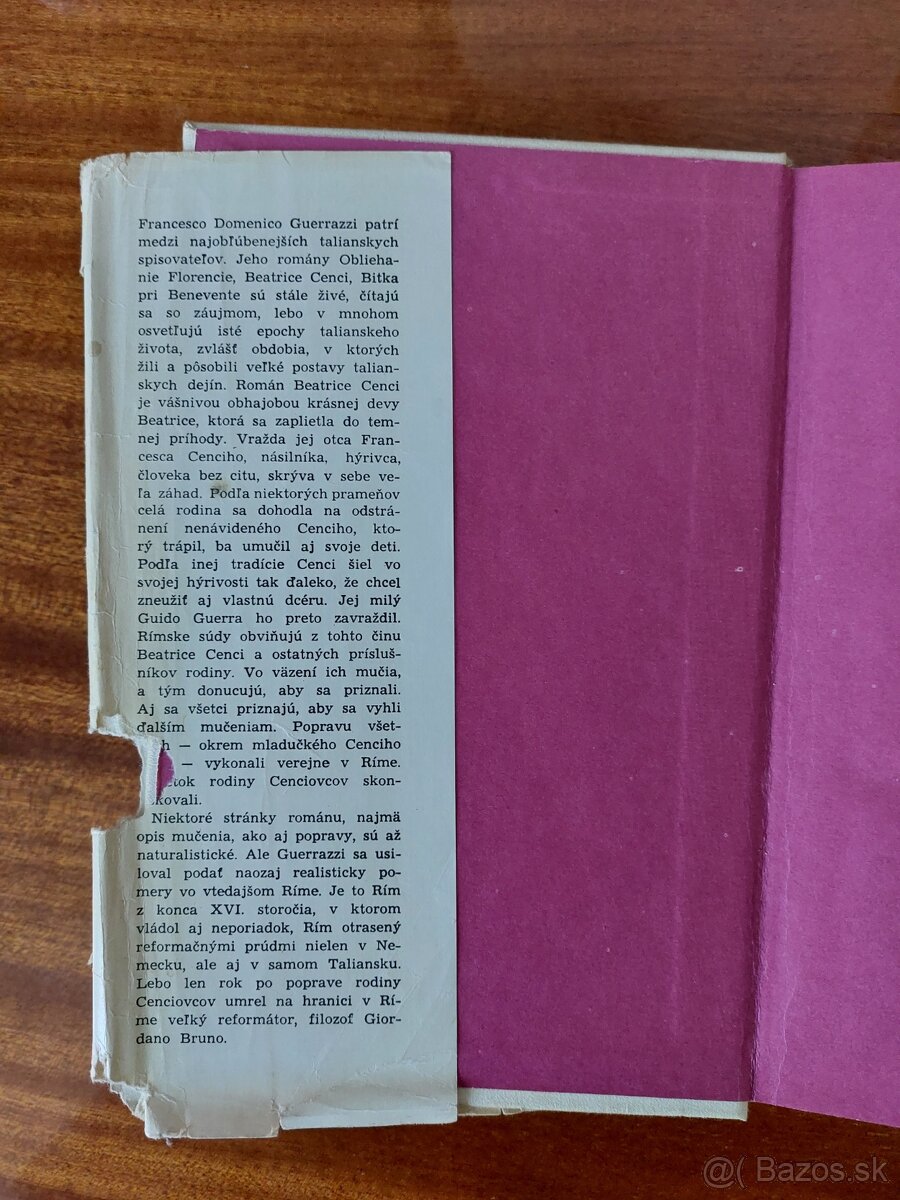 Francesco Domenico Guerrazzi patrí
medzi najobľúbenejších talianskych
spisovateľov. Jeho romány Oblieha-
nie Florencie, Beatrice Cenci, Bitka
pri Benevente sú stále živé, čítajú
sa so záujmom, lebo v mnohom
osvetľujú isté epochy talianskeho
života, zvlášť obdobia, v ktorých
žili a pôsobili veľké postavy talian-
skych dejín. Román Beatrice Cenci
je vášnivou obhajobou krásnej devy
Beatrice, ktorá sa zaplietla do tem-
nej príhody. Vražda jej otca Fran-
cesca Cenciho, násilníka, hýrivca,
človeka bez citu, skrýva v sebe ve-
ľa záhad. Podľa niektorých prameňov
celá rodina sa dohodla na odstrá-
není nenávideného Cenciho, kto-
rý trápil, ba umučil aj svoje deti.
Podľa inej tradície Cenci šiel vo
svojej hýrivosti tak ďaleko, že chcel
zneužiť aj vlastnú dcéru. Jej milý
Guido Guerra ho preto zavraždil.
Rímske súdy obviňujú z tohto činu
Beatrice Cenci a ostatných prísluš-
níkov rodiny. Vo väzení ich mučia,
a tým donucujú, aby sa priznali.
Aj sa všetci priznajú, aby sa vyhli
ďalším mučeniam. Popravu všet-
— okrem mladučkého Cenciho
— vykonali verejne v Ríme.
rodiny Cenciovcov skon-
kovali.
Niektoré stránky románu, najmä
opis mučenia, ako aj popravy, sú až
naturalistické. Ale Guerrazzi sa usi-
loval podať naozaj realisticky po-
mery vo vtedajšom Ríme. Je to Rím
z konca XVI. storočia, v ktorom
vládol aj neporiadok, Rím otrasený
reformačnými prúdmi nielen v Ne-
mecku, ale aj v samom Taliansku.
Lebo len rok po poprave rodiny
Cenciovcov umrel na hranici v Rí-
me veľký reformátor, filozof Gior-
dano Bruno.
@( Bazos.sk